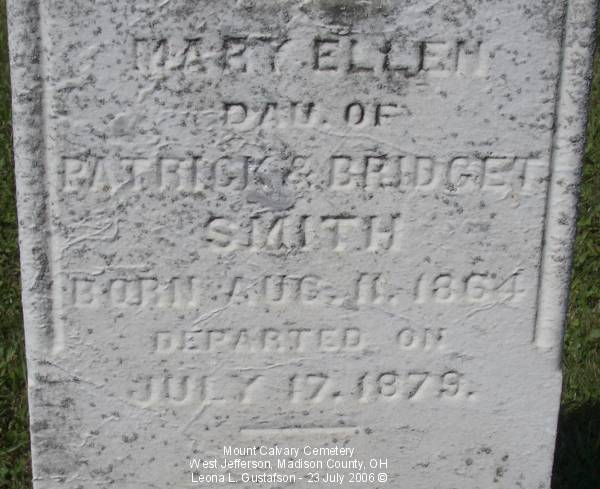 MARY ELLEN
DAU. OF
PATRICK & BRIDGET
SMITH
BORN AUG. 11. 1864
DEPARTED ON
JULY 17. 1879.
Mount Calvary Cemetery
West Jefferson, Madison County, OH
Leona L. Gustafson - 23 July 2006 ©